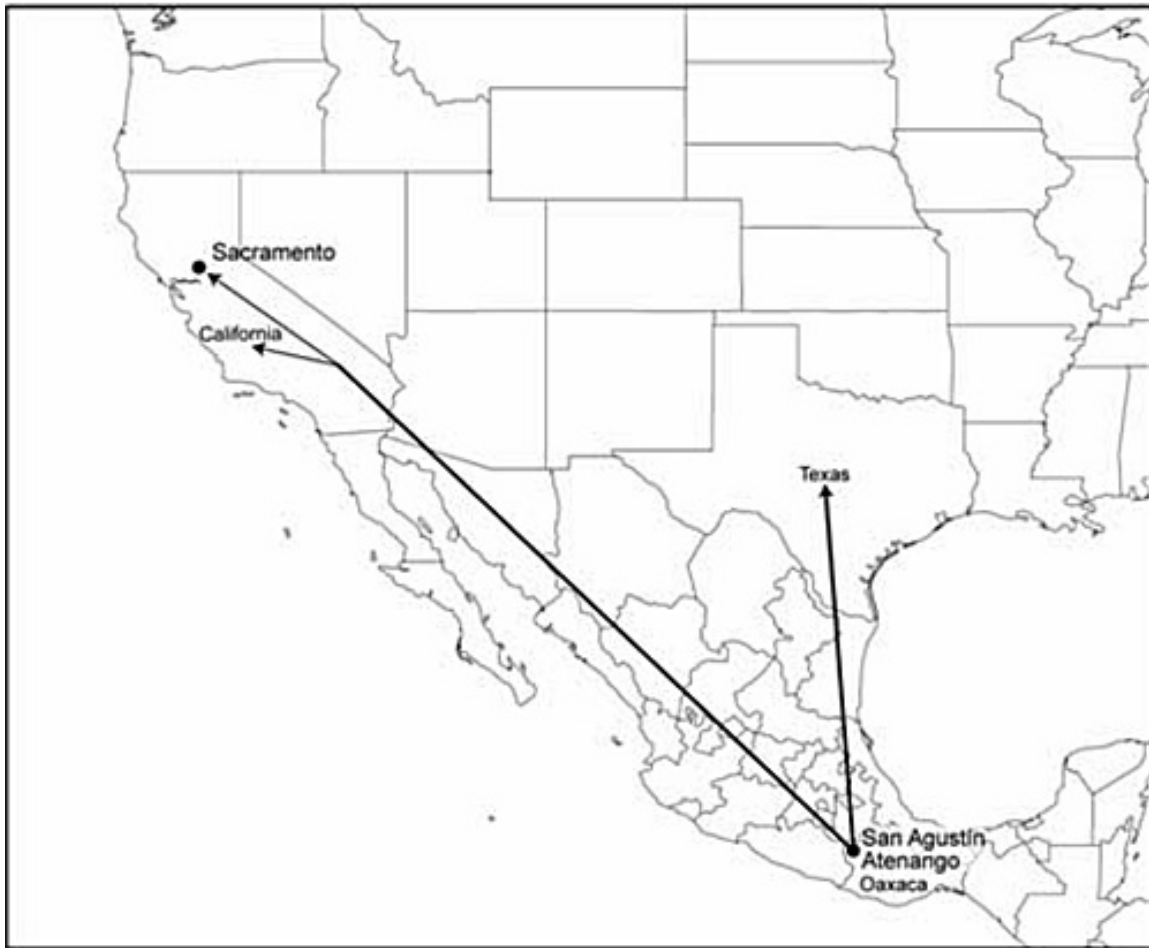 Sacramento
California
Texas
San Agustín
Atenango
Oaxaca